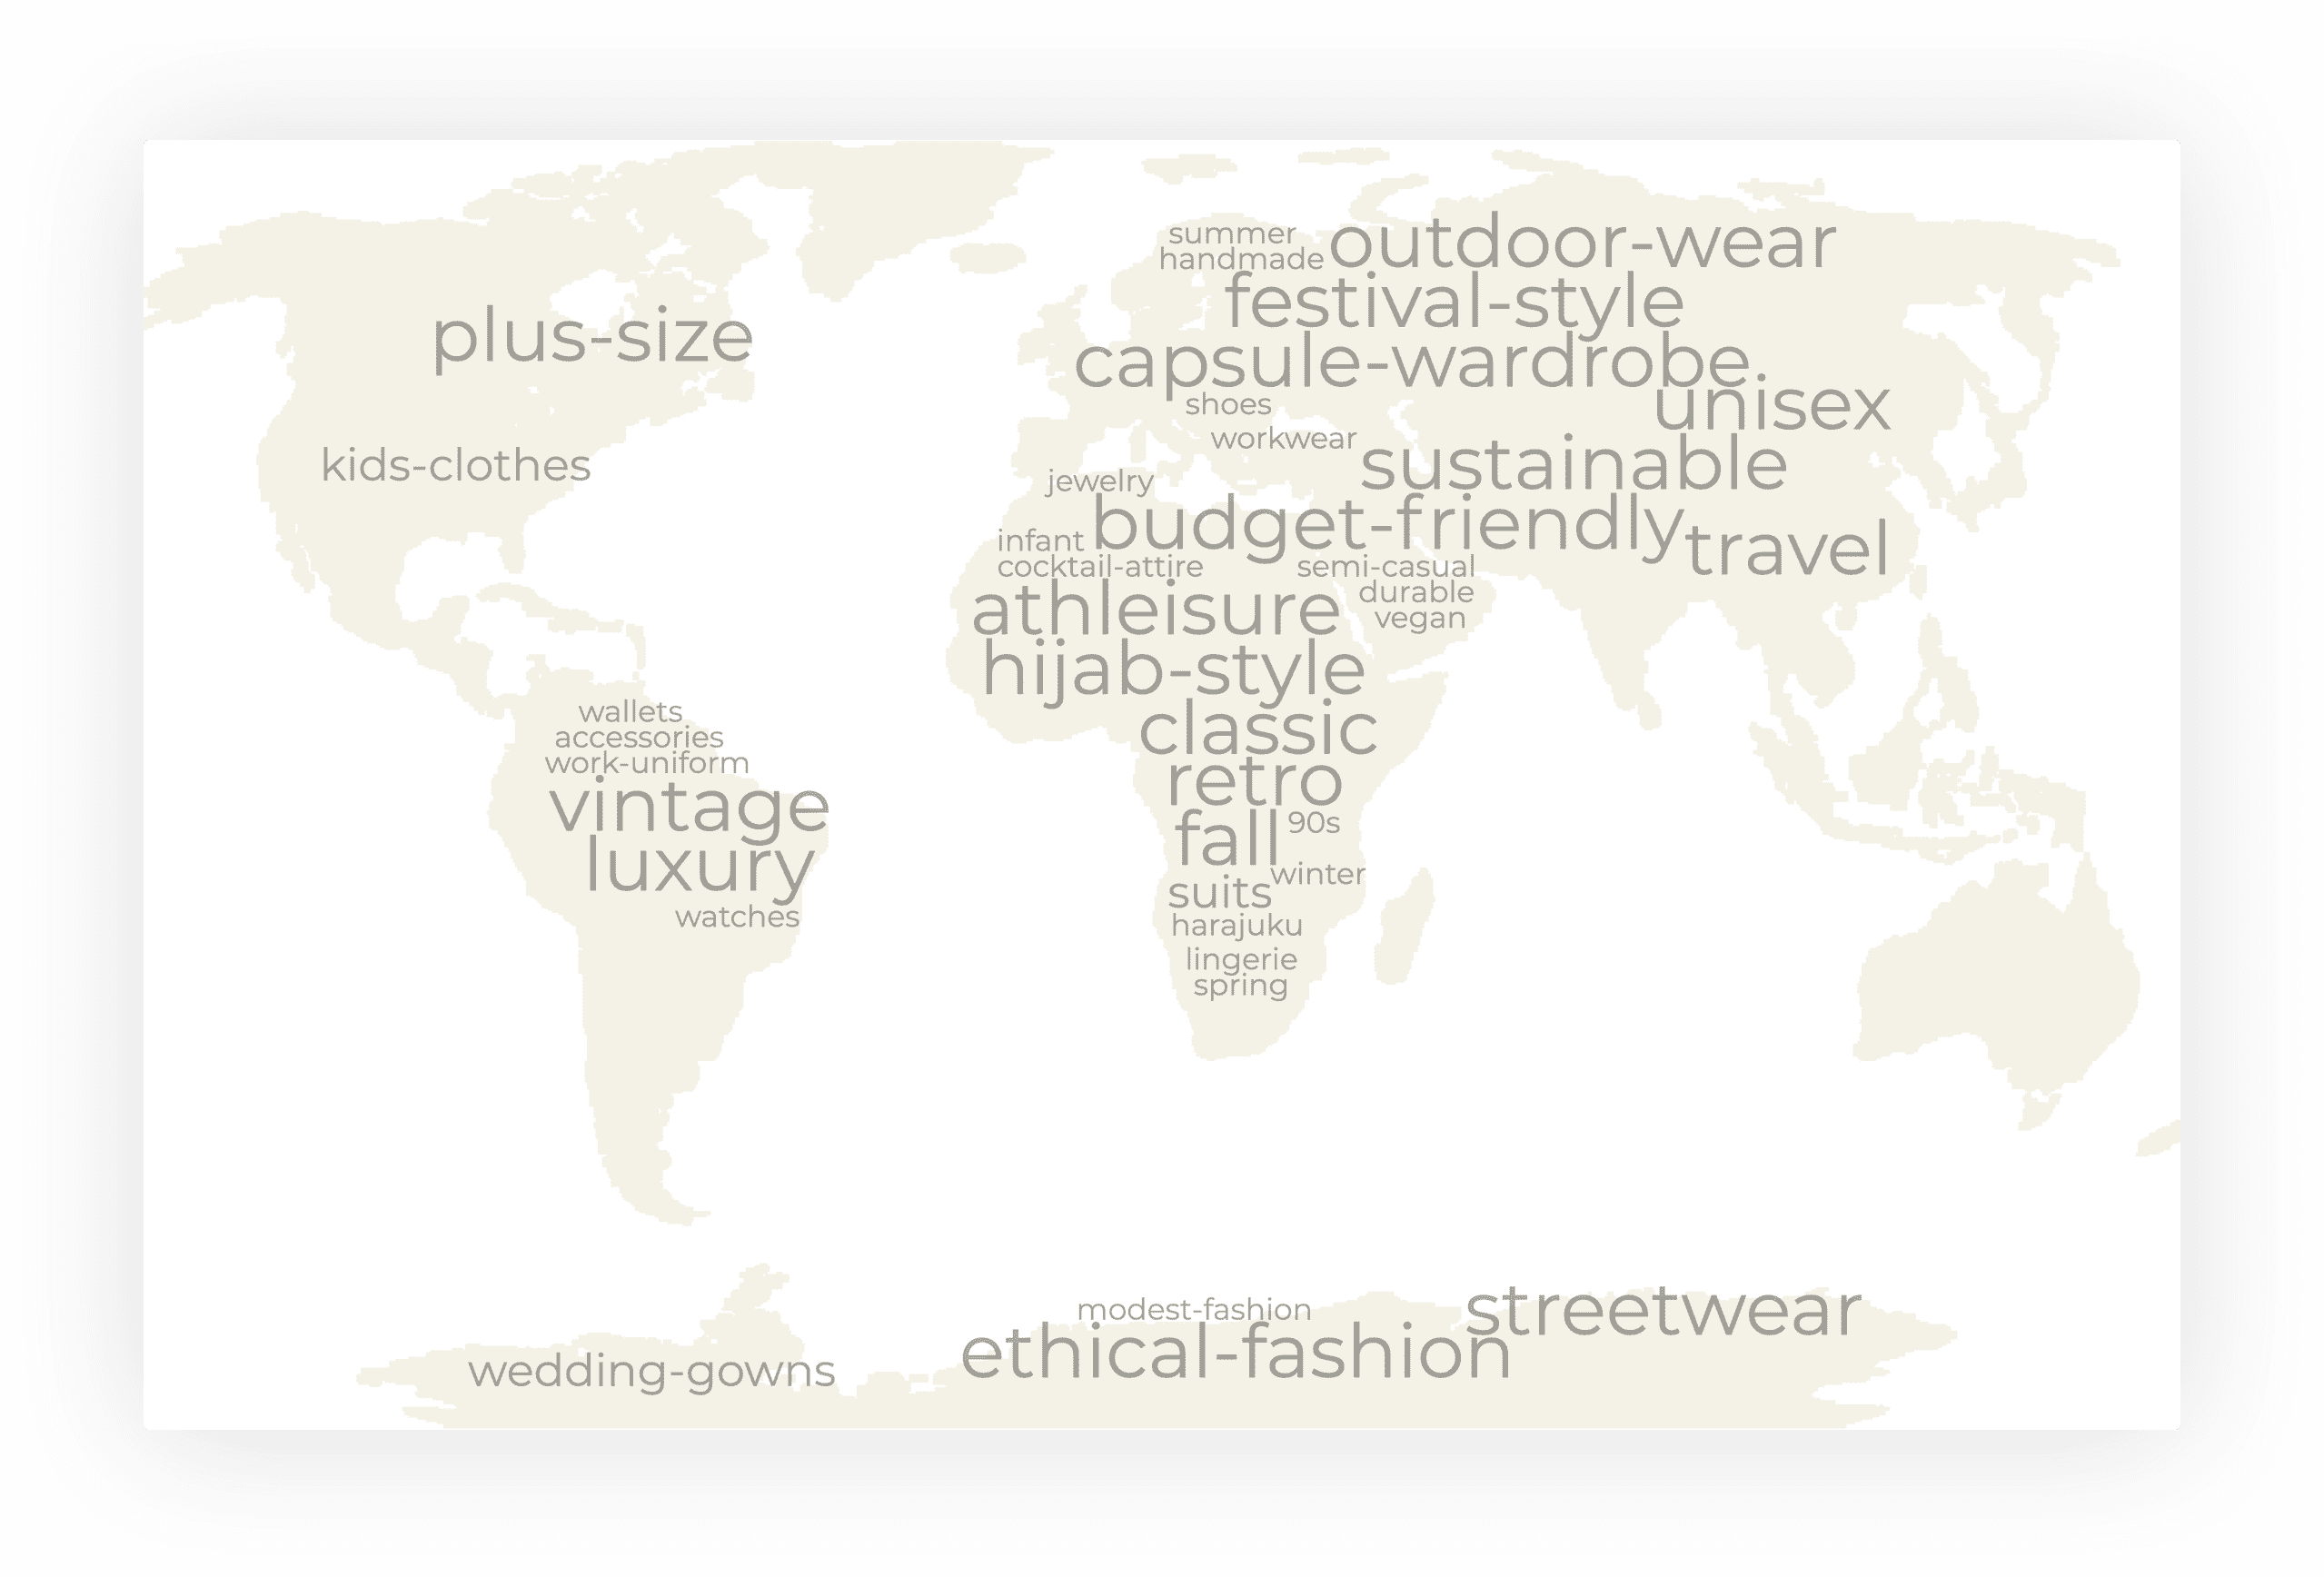 summer
handmade
outdoor-wear
festival-style
plus-size
capsule-wardrobe
shoes
unisex
workwear
kids-clothes
sustainable
jewelry
budget-friendly
infant
travel
cocktail-attire
semi-casual
durable
athleisure
vegan
hijab-style
wallets
classic
accessories
work-uniform
retro
vintage
fall
90s
luxury
winter
suits
watches
harajuku
lingerie
spring
modest-fashion
streetwear
ethical-fashion
wedding-gowns